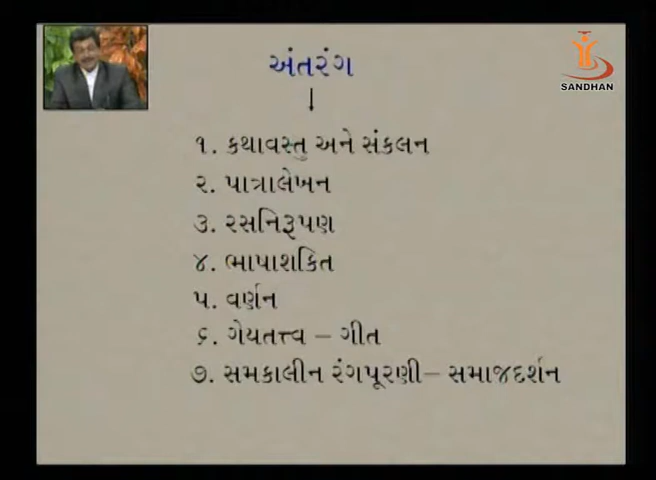 અંતરંગ
SANDHAN
૧. કથાવસ્તુ અને સંકલન
૨. પાત્રાલેખન
૩. રસનિરૂપણ
૪. ભાષાશકિત
૫. વર્ણન
૬. ગેયતત્ત્વ – ગીત
૭. સમકાલીન રંગપૂરણી – સમાજદર્શન